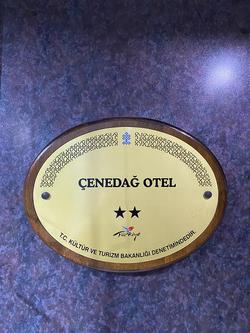 ÇENEDAĞ OTEL
Türkiye
T.C. KÜLTÜR VE TURİZM BAKANLIĞI DENETİMİNDEDİR.